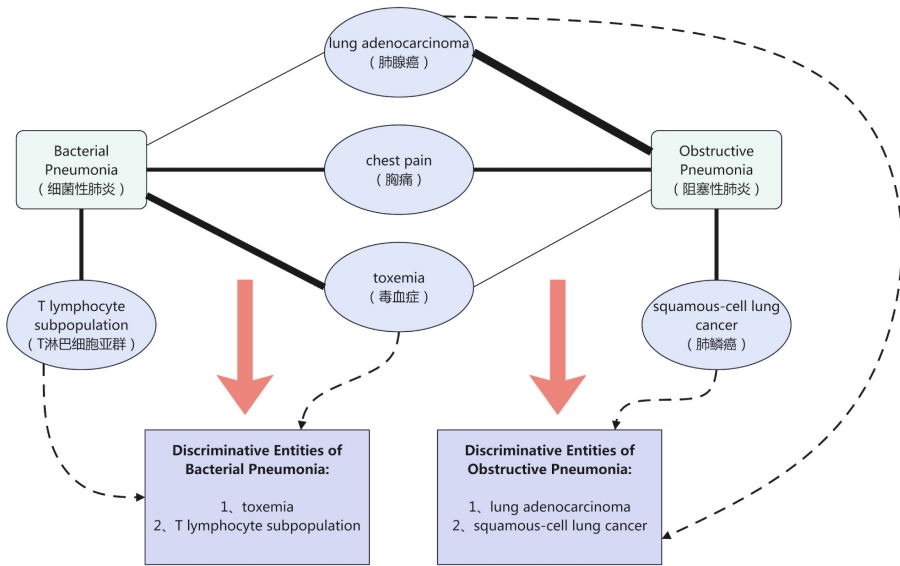 lung adenocarcinoma
（肺腺癌）
Bacterial
Pneumonia
（细菌性肺炎）
chest pain
（胸痛）
Obstructive
Pneumonia
（阻塞性肺炎）
T lymphocyte
subpopulation
（T淋巴细胞亚群）
toxemia
（毒血症）
squamous-cell lung
cancer
（肺鳞癌）
Discriminative Entities of
Bacterial Pneumonia:
1、toxemia
2、T lymphocyte subpopulation
Discriminative Entities of
Obstructive Pneumonia:
1、lung adenocarcinoma
2、squamous-cell lung cancer